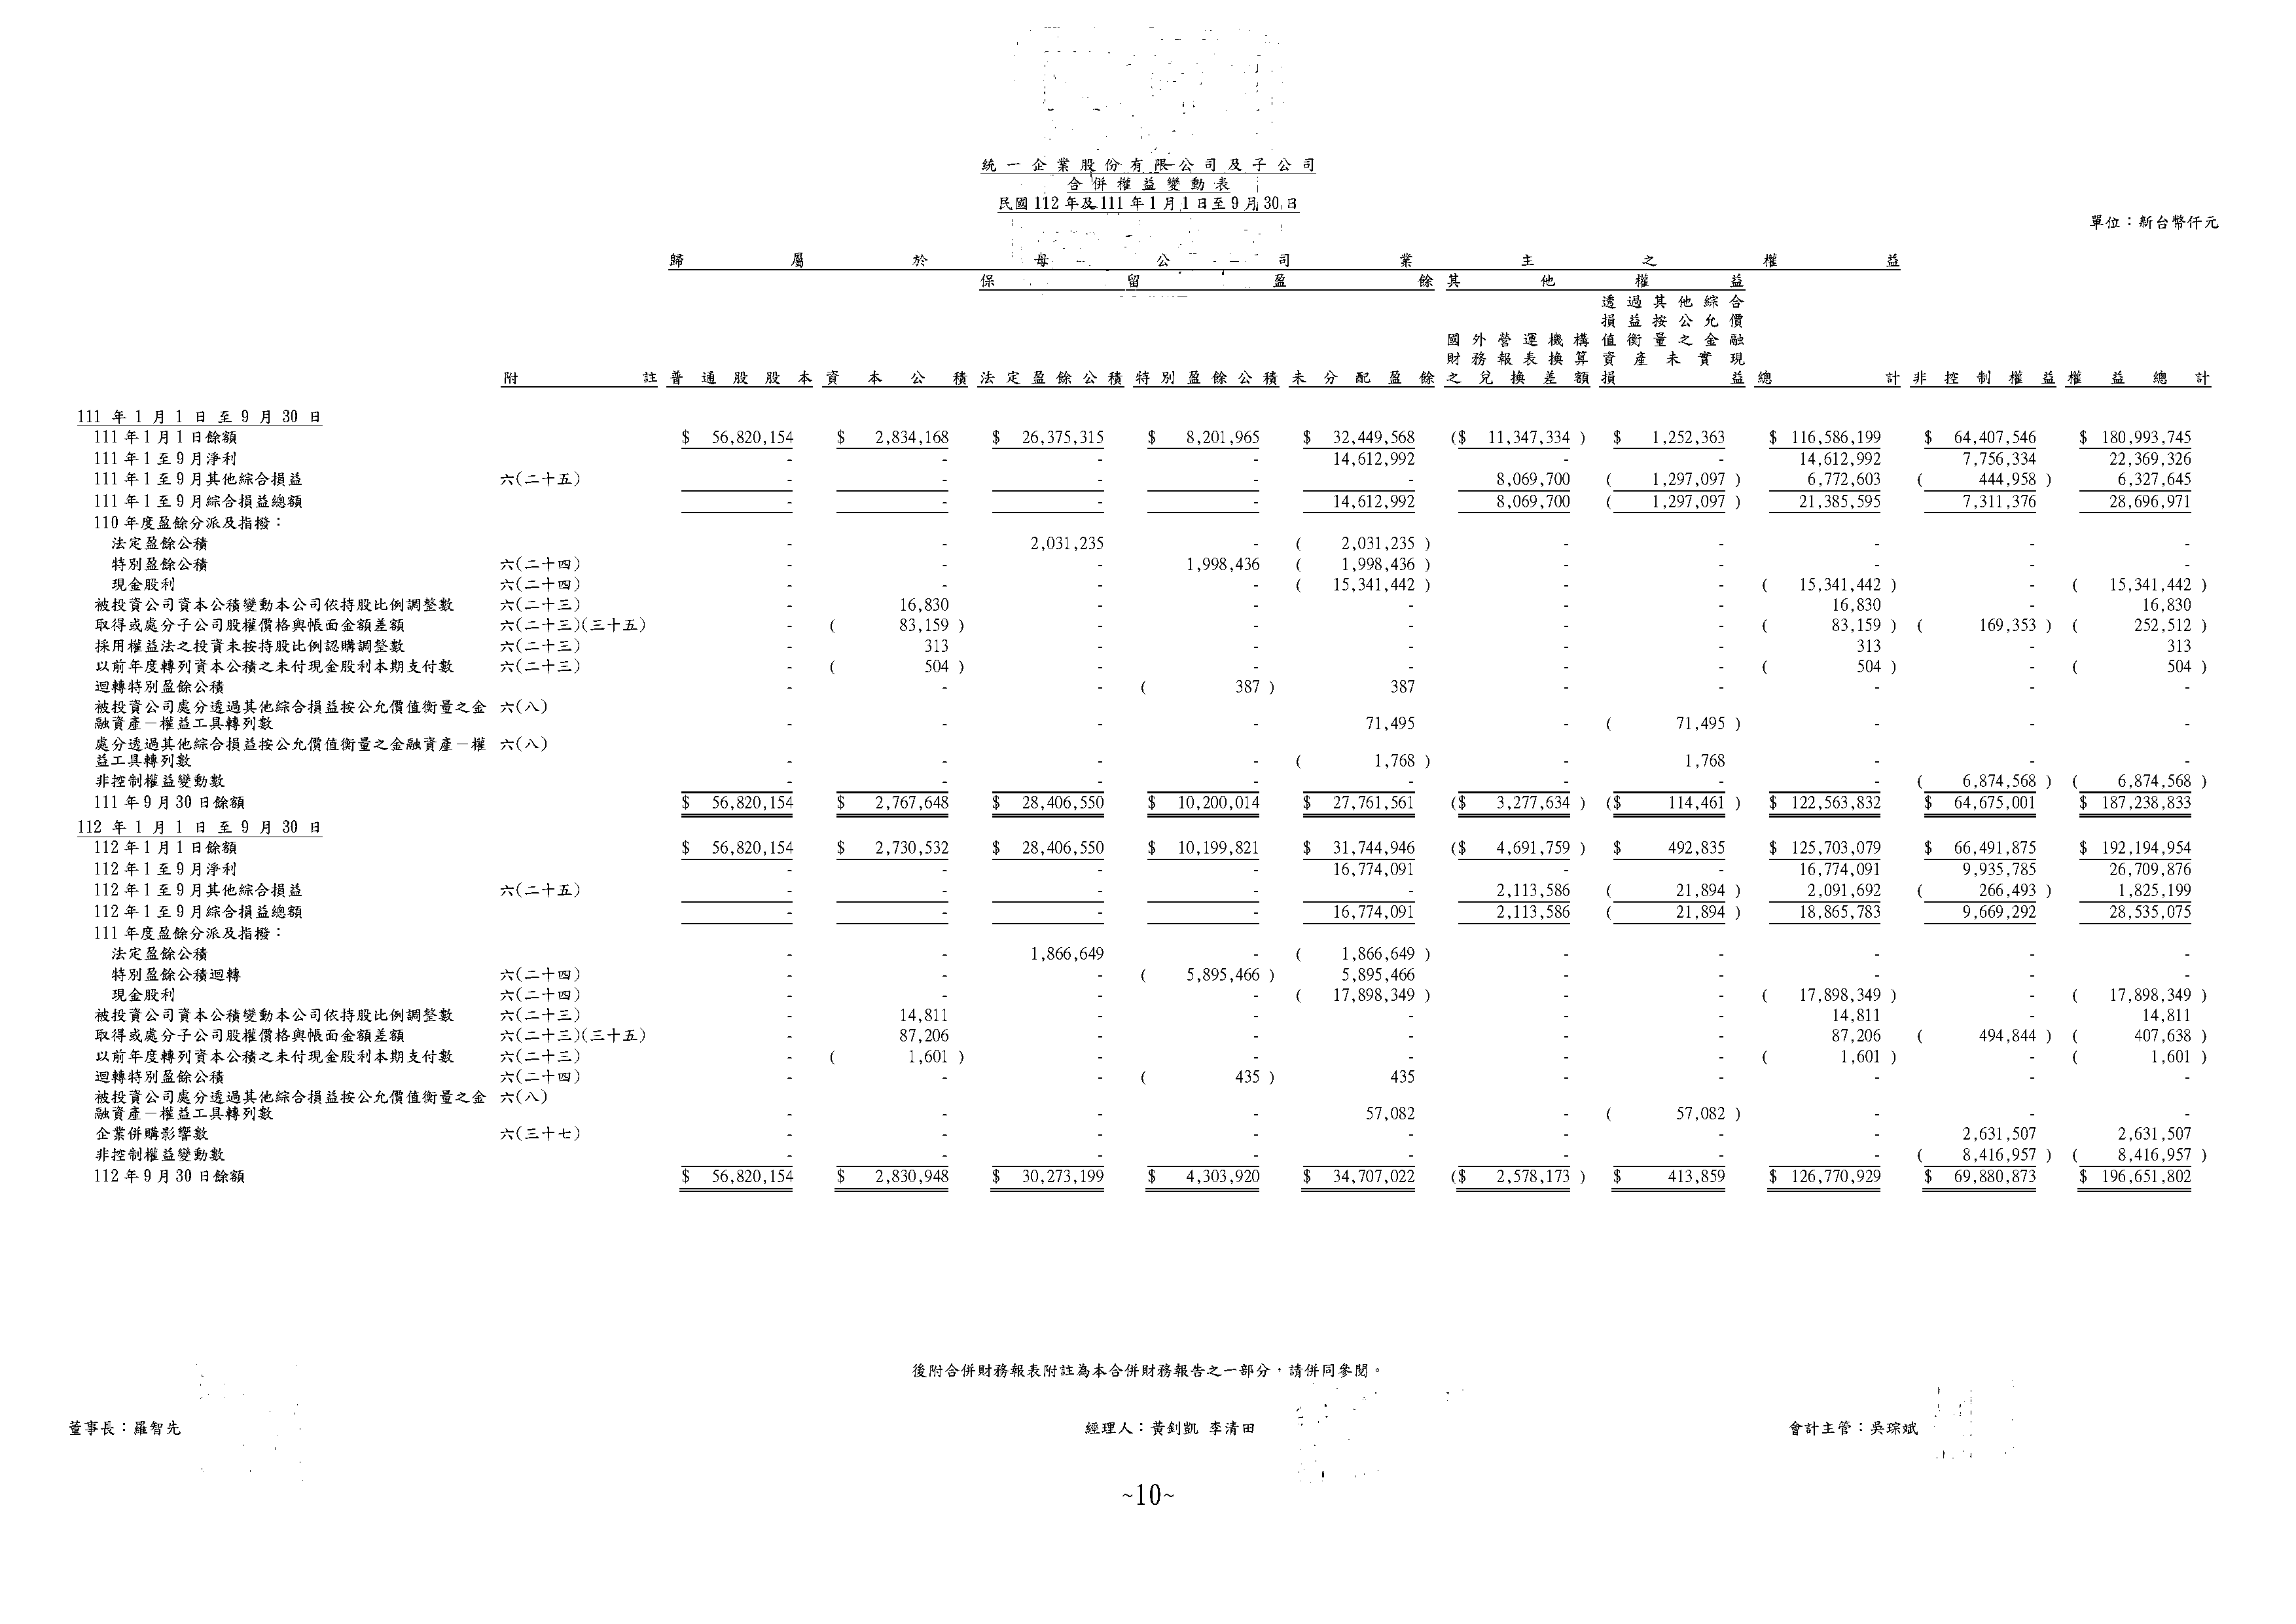 統一企業股份有限公司及子公司
合併權益變動表
民國112年及111年1月1日至9月30日
單位：新台幣仟元
歸屬於母公司業主之權益
保留盈餘 其他權益
附註 普通股股本 資本公積 法定盈餘公積 特別盈餘公積 未分配盈餘 國外營運機構財務報表換算之兌換差額 透過其他綜合損益按公允價值衡量之金融資產未實現損益 總計 非控制權益 權益總計
111年1月1日至9月30日
111年1月1日餘額 $ 56,820,154 $ 2,834,168 $ 26,375,315 $ 8,201,965 $ 32,449,568 ($ 11,347,334 ) $ 1,252,363 $ 116,586,199 $ 64,407,546 $ 180,993,745
111年1至9月淨利 - - - - 14,612,992 - - 14,612,992 7,756,334 22,369,326
111年1至9月其他綜合損益 六(二十五) - - - - - 8,069,700 ( 1,297,097 ) 6,772,603 ( 444,958 ) 6,327,645
111年1至9月綜合損益總額 - - - - 14,612,992 8,069,700 ( 1,297,097 ) 21,385,595 7,311,376 28,696,971
110年度盈餘分派及指撥：
法定盈餘公積 - - 2,031,235 - ( 2,031,235 ) - - - - -
特別盈餘公積 六(二十四) - - - 1,998,436 ( 1,998,436 ) - - - - -
現金股利 六(二十四) - - - - ( 15,341,442 ) - - ( 15,341,442 ) - ( 15,341,442 )
被投資公司資本公積變動本公司依持股比例調整數 六(二十三) - 16,830 - - - - - 16,830 - 16,830
取得或處分子公司股權價格與帳面金額差額 六(二十三)(三十五) - ( 83,159 ) - - - - - ( 83,159 ) ( 169,353 ) ( 252,512 )
採用權益法之投資未按持股比例認購調整數 六(二十三) - 313 - - - - - 313 - 313
以前年度轉列資本公積之未付現金股利本期支付數 六(二十三) - ( 504 ) - - - - - ( 504 ) - ( 504 )
迴轉特別盈餘公積 - - - ( 387 ) 387 - - - - -
被投資公司處分透過其他綜合損益按公允價值衡量之金 六(八)
融資產－權益工具轉列數 - - - - 71,495 - ( 71,495 ) - - -
處分透過其他綜合損益按公允價值衡量之金融資產－權 六(八)
益工具轉列數 - - - - ( 1,768 ) - 1,768 - - -
非控制權益變動數 - - - - - - - - ( 6,874,568 ) ( 6,874,568 )
111年9月30日餘額 $ 56,820,154 $ 2,767,648 $ 28,406,550 $ 10,200,014 $ 27,761,561 ($ 3,277,634 ) ($ 114,461 ) $ 122,563,832 $ 64,675,001 $ 187,238,833
112年1月1日至9月30日
112年1月1日餘額 $ 56,820,154 $ 2,730,532 $ 28,406,550 $ 10,199,821 $ 31,744,946 ($ 4,691,759 ) $ 492,835 $ 125,703,079 $ 66,491,875 $ 192,194,954
112年1至9月淨利 - - - - 16,774,091 - - 16,774,091 9,935,785 26,709,876
112年1至9月其他綜合損益 六(二十五) - - - - - 2,113,586 ( 21,894 ) 2,091,692 ( 266,493 ) 1,825,199
112年1至9月綜合損益總額 - - - - 16,774,091 2,113,586 ( 21,894 ) 18,865,783 9,669,292 28,535,075
111年度盈餘分派及指撥：
法定盈餘公積 - - 1,866,649 - ( 1,866,649 ) - - - - -
特別盈餘公積迴轉 六(二十四) - - - ( 5,895,466 ) 5,895,466 - - - - -
現金股利 六(二十四) - - - - ( 17,898,349 ) - - ( 17,898,349 ) - ( 17,898,349 )
被投資公司資本公積變動本公司依持股比例調整數 六(二十三) - 14,811 - - - - - 14,811 - 14,811
取得或處分子公司股權價格與帳面金額差額 六(二十三)(三十五) - 87,206 - - - - - 87,206 ( 494,844 ) ( 407,638 )
以前年度轉列資本公積之未付現金股利本期支付數 六(二十三) - ( 1,601 ) - - - - - ( 1,601 ) - ( 1,601 )
迴轉特別盈餘公積 六(二十四) - - - ( 435 ) 435 - - - - -
被投資公司處分透過其他綜合損益按公允價值衡量之金 六(八)
融資產－權益工具轉列數 - - - - 57,082 - ( 57,082 ) - - -
企業併購影響數 六(三十七) - - - - - - - - 2,631,507 2,631,507
非控制權益變動數 - - - - - - - - ( 8,416,957 ) ( 8,416,957 )
112年9月30日餘額 $ 56,820,154 $ 2,830,948 $ 30,273,199 $ 4,303,920 $ 34,707,022 ($ 2,578,173 ) $ 413,859 $ 126,770,929 $ 69,880,873 $ 196,651,802
後附合併財務報表附註為本合併財務報告之一部分，請併同參閱。
董事長：羅智先 經理人：黃釗凱 李清田 會計主管：吳琮斌
~10~